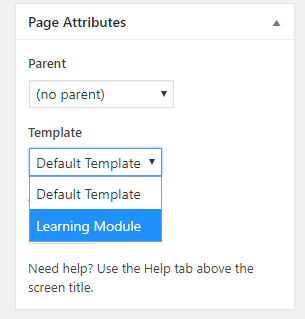 Page Attributes
Parent
(no parent)
Template
Default Template
Default Template
Learning Module
Need help? Use the Help tab above the
screen title.